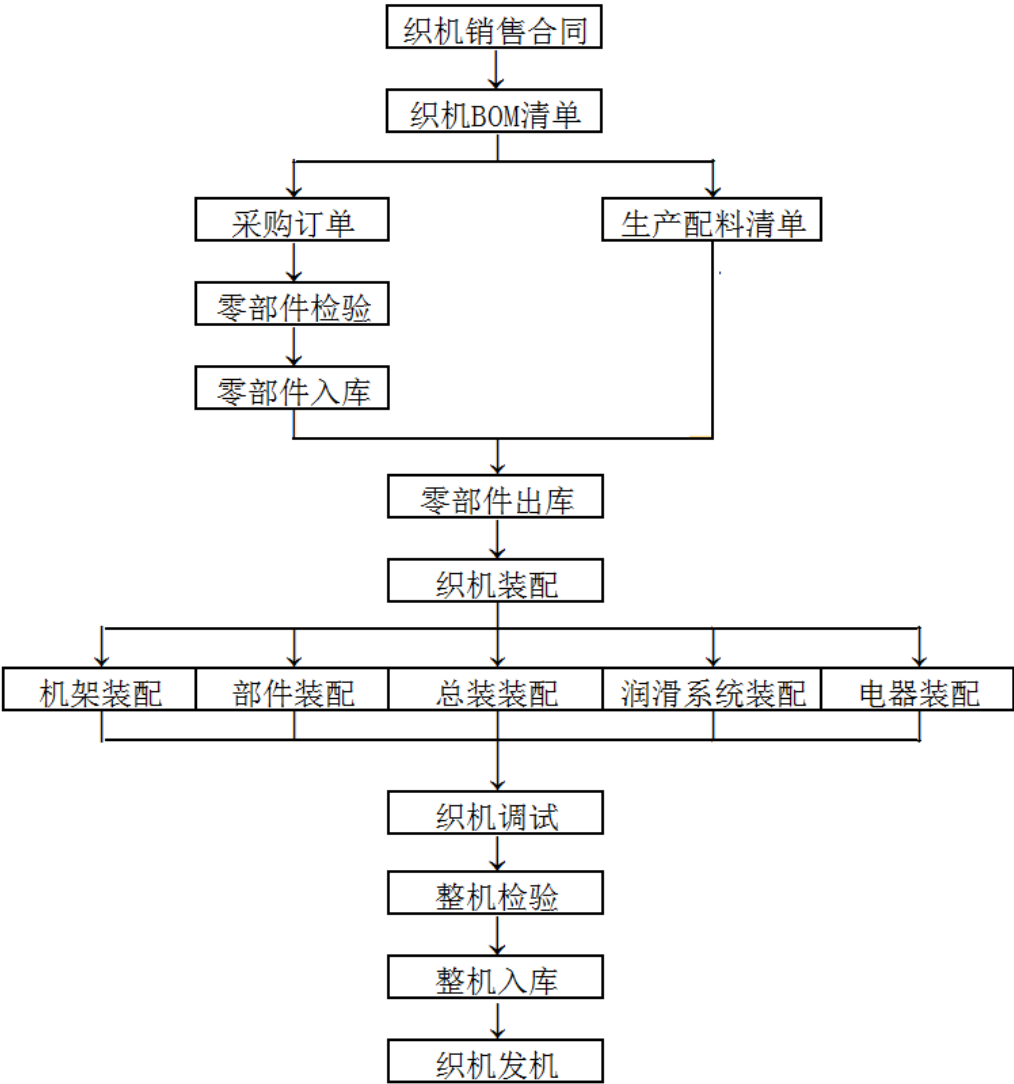 织机销售合同
织机BOM清单
采购订单
生产配料清单
零部件检验
零部件入库
零部件出库
织机装配
机架装配
部件装配
总装装配
润滑系统装配
电器装配
织机调试
整机检验
整机入库
织机发机